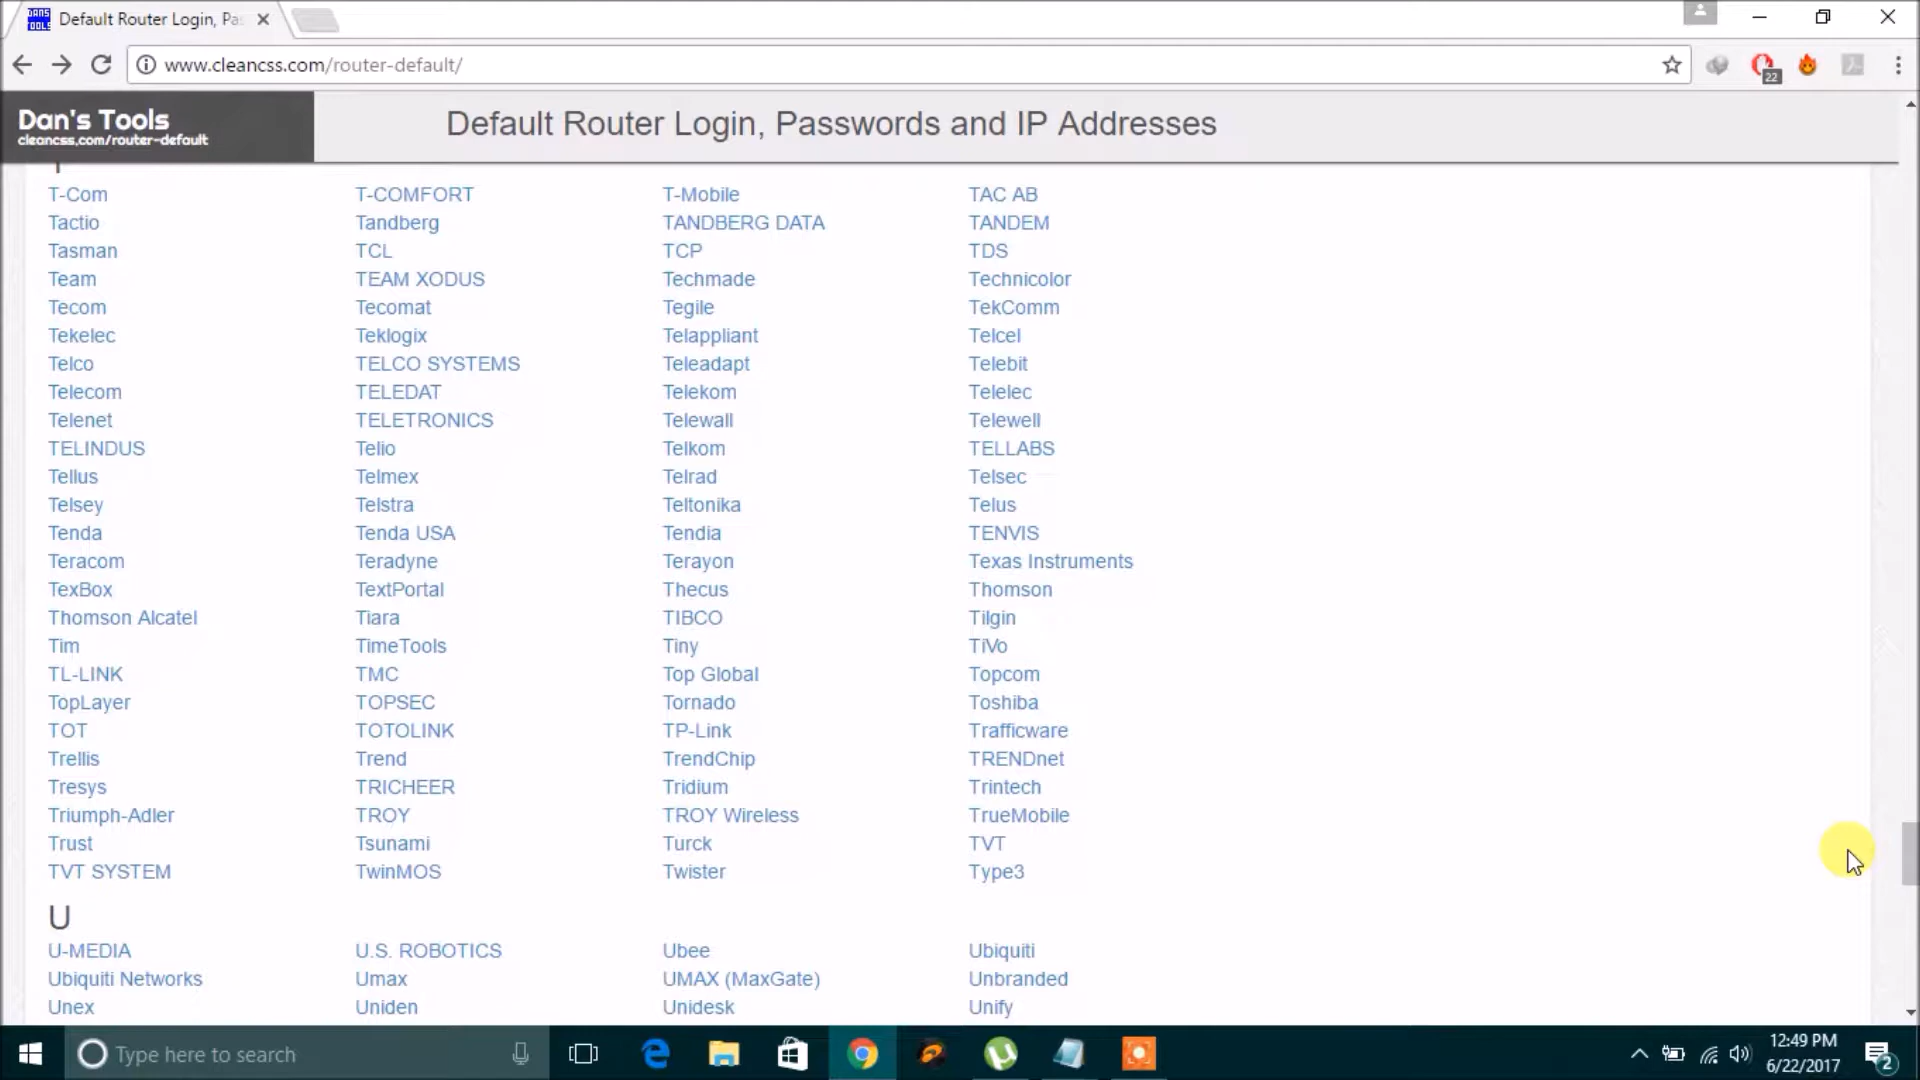 Default Router Login, Pa
www.cleancss.com/router-default/
22
Dan's Tools
cleancss.com/router-default
Default Router Login, Passwords and IP Addresses
T-Com T-COMFORT T-Mobile TAC AB
Tactio Tandberg TANDBERG DATA TANDEM
Tasman TCL TCP TDS
Team TEAM XODUS Techmade Technicolor
Tecom Tecomat Tegile TekComm
Tekelec Teklogix Telappliant Telcel
Telco TELCO SYSTEMS Teleadapt Telebit
Telecom TELEDAT Telekom Telelec
Telenet TELETRONICS Telewall Telewell
TELINDUS Telio Telkom TELLABS
Tellus Telmex Telrad Telsec
Telsey Telstra Teltonika Telus
Tenda Tenda USA Tendia TENVIS
Teracom Teradyne Terayon Texas Instruments
TexBox TextPortal Thecus Thomson
Thomson Alcatel Tiara TIBCO Tilgin
Tim TimeTools Tiny TiVo
TL-LINK TMC Top Global Topcom
TopLayer TOPSEC Tornado Toshiba
TOT TOTOLINK TP-Link Trafficware
Trellis Trend TrendChip TRENDnet
Tresys TRICHEER Tridium Trintech
Triumph-Adler TROY TROY Wireless TrueMobile
Trust Tsunami Turck TVT
TVT SYSTEM TwinMOS Twister Type3
U
U-MEDIA U.S. ROBOTICS Ubee Ubiquiti
Ubiquiti Networks Umax UMAX (MaxGate) Unbranded
Unex Uniden Unidesk Unify
Type here to search
12:49 PM
6/22/2017
2